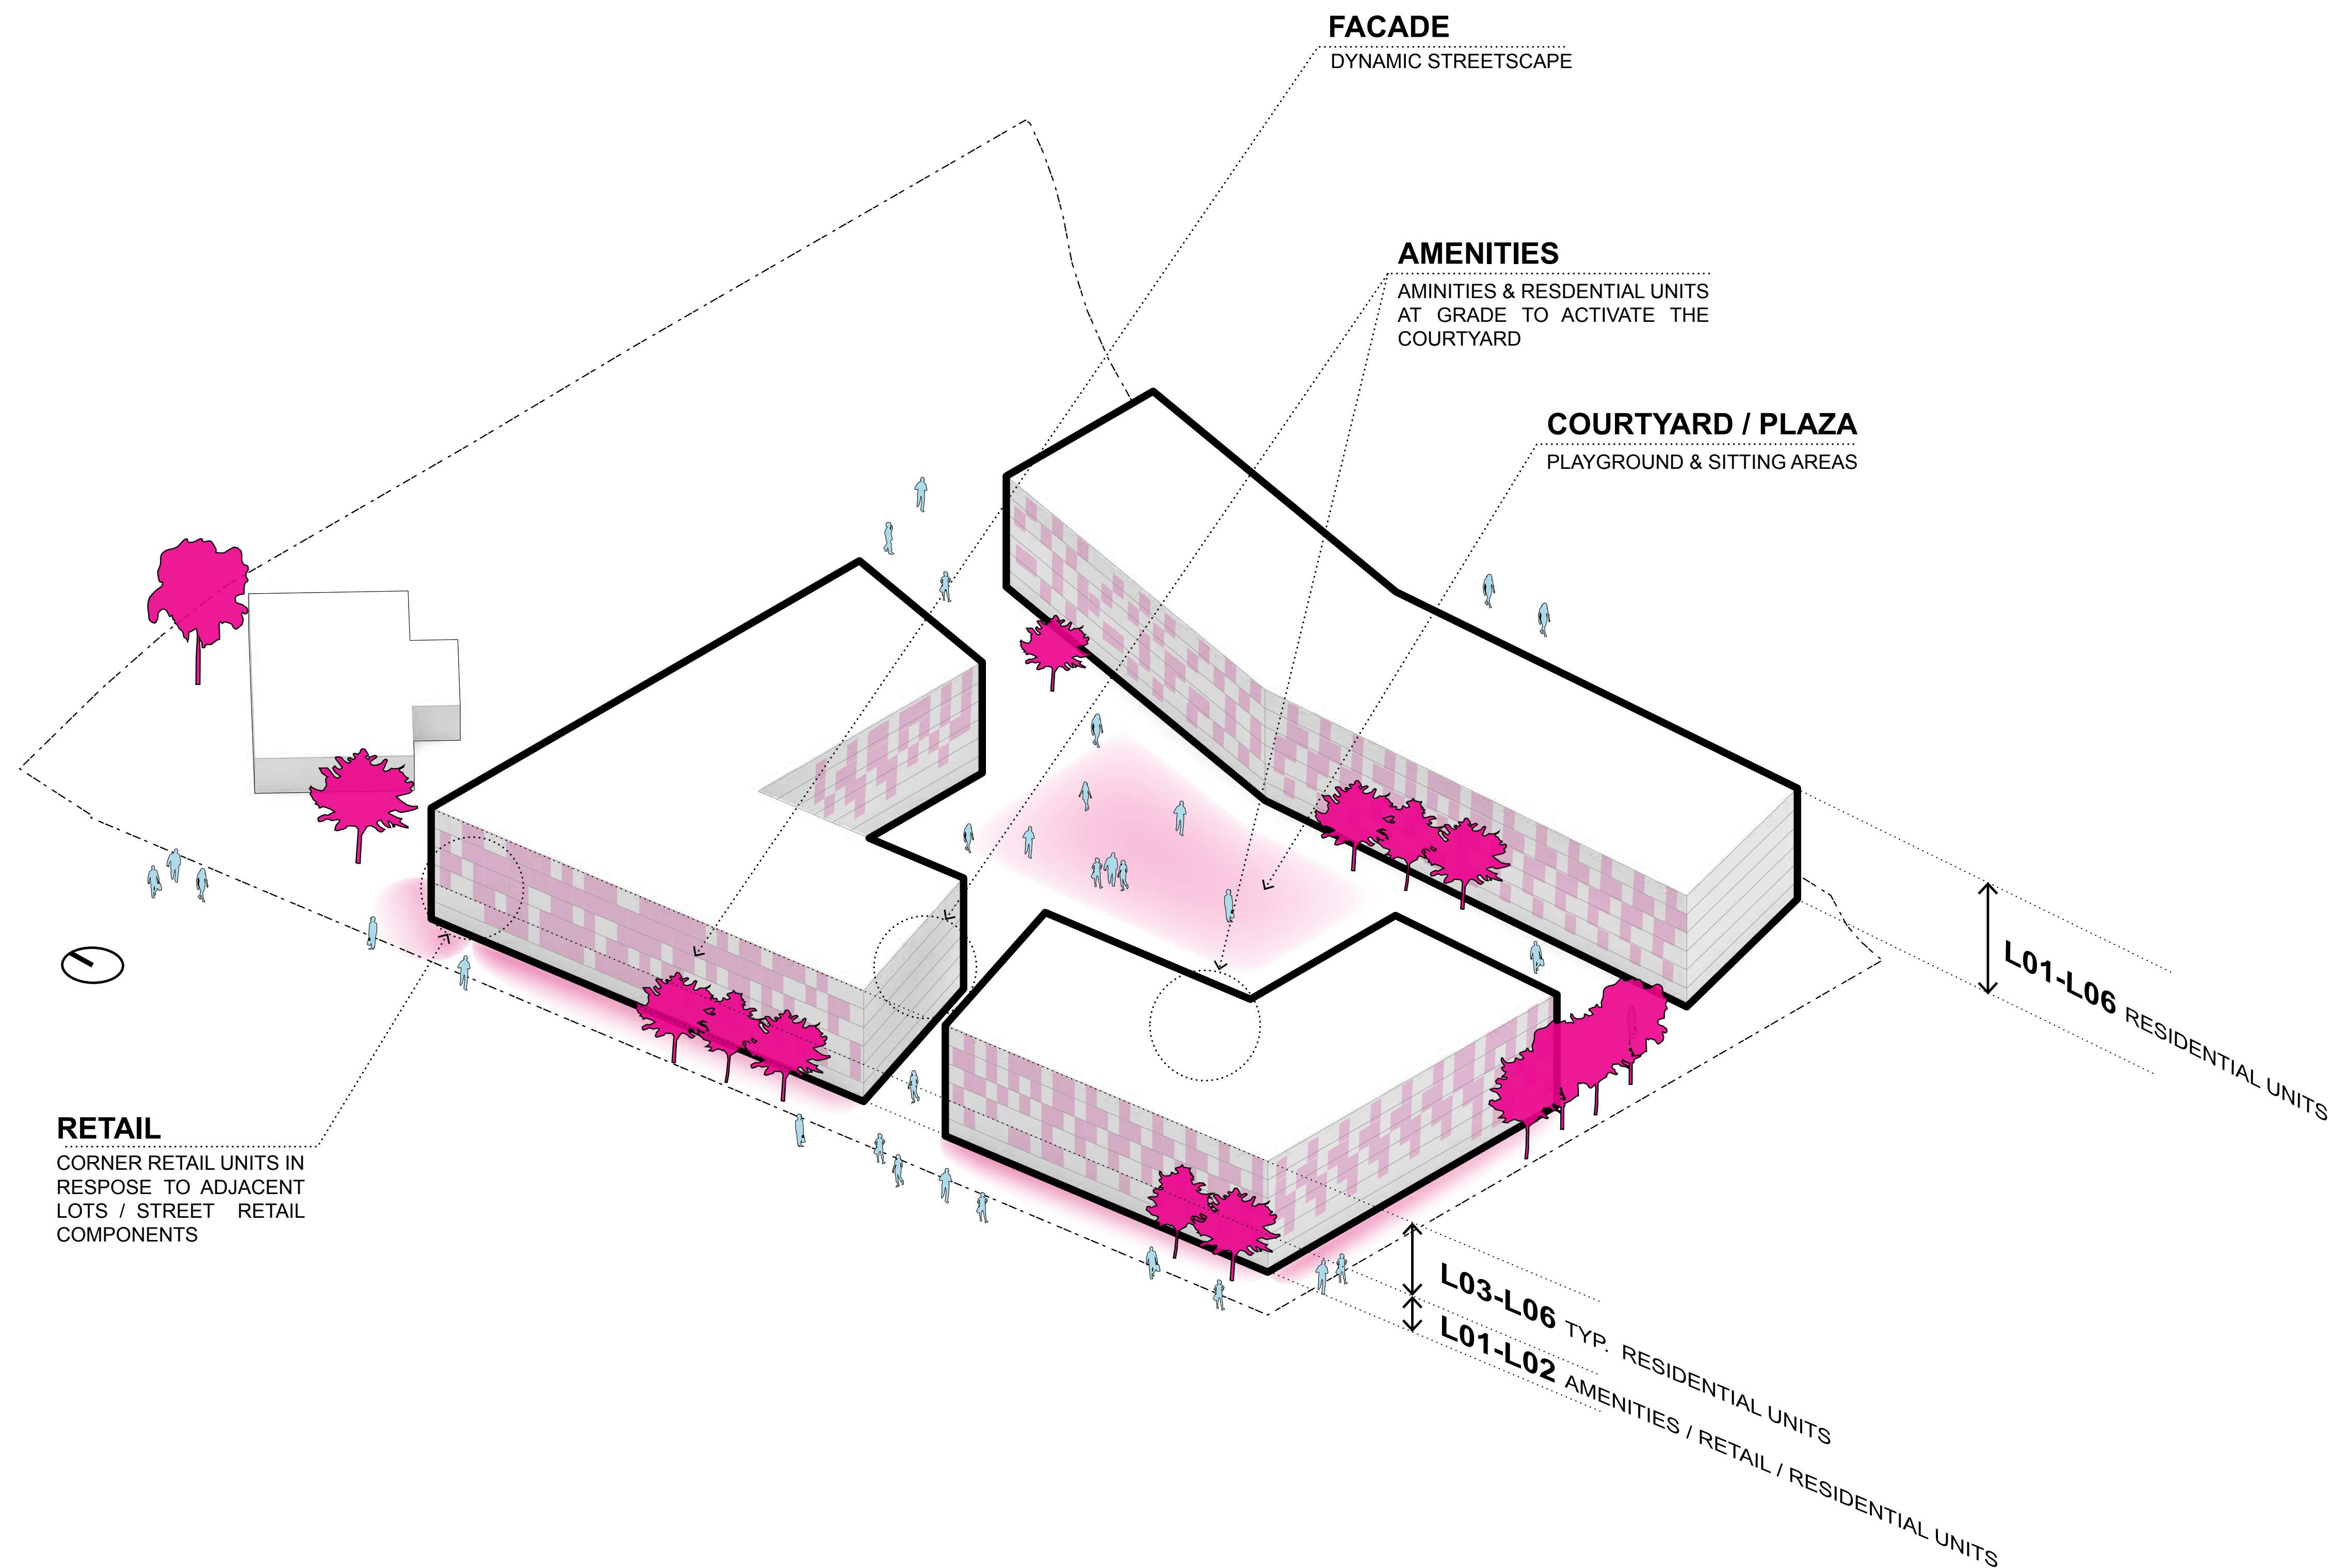 FACADE
DYNAMIC STREETSCAPE
AMENITIES
AMINITIES & RESDENTIAL UNITS
AT GRADE TO ACTIVATE THE
COURTYARD
COURTYARD / PLAZA
PLAYGROUND & SITTING AREAS
L01-L06 RESIDENTIAL UNITS
RETAIL
CORNER RETAIL UNITS IN
RESPOSE TO ADJACENT
LOTS / STREET RETAIL
COMPONENTS
L03-L06 TYP. RESIDENTIAL UNITS
L01-L02 AMENITIES / RETAIL / RESIDENTIAL UNITS